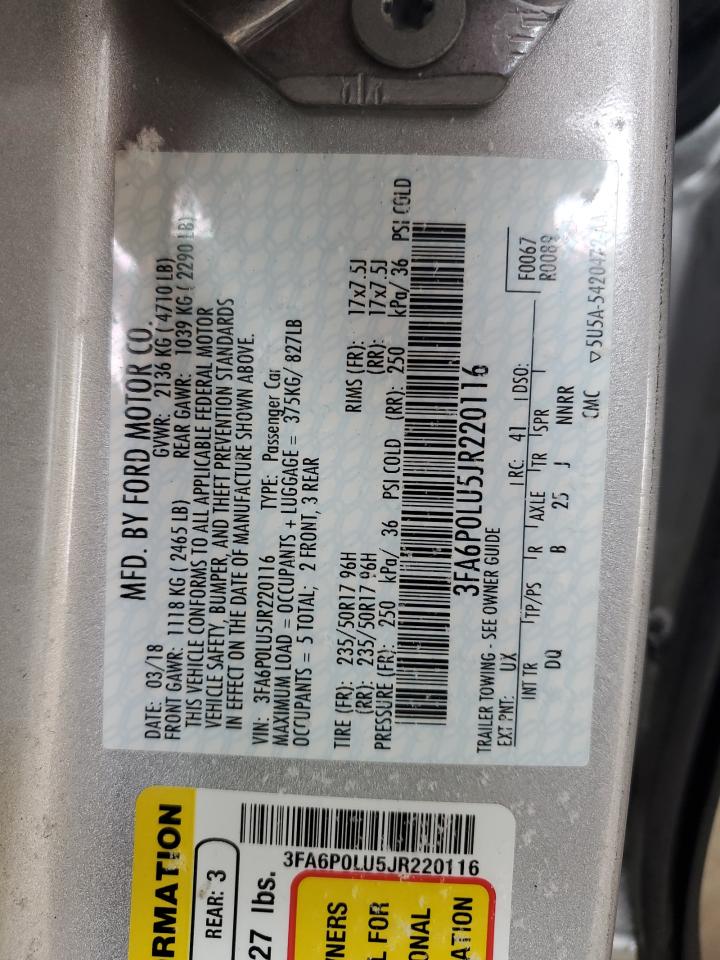 MFD. BY FORD MOTOR CO.
DATE: 03/18 GVWR: 2136 KG ( 4710 LB)
FRONT GAWR: 1118 KG ( 2465 LB) REAR GAWR: 1039 KG ( 2290 LB)
THIS VEHICLE CONFORMS TO ALL APPLICABLE FEDERAL MOTOR
VEHICLE SAFETY, BUMPER, AND THEFT PREVENTION STANDARDS
IN EFFECT ON THE DATE OF MANUFACTURE SHOWN ABOVE.
VIN: 3FA6P0LU5JR220116 TYPE: Passenger Car
MAXIMUM LOAD = OCCUPANTS + LUGGAGE = 375KG/ 827LB
OCCUPANTS = 5 TOTAL; 2 FRONT, 3 REAR
TIRE (FR): 235/50R17 96H RIMS (FR): 17x7.5J
(RR): 235/50R17 96H (RR): 17x7.5J
PRESSURE (FR): 250 kPa/ 36 PSI COLD (RR): 250 kPa/ 36 PSI COLD
3FA6P0LU5JR220116
TRAILER TOWING - SEE OWNER GUIDE F0067
EXT PNT: UX RC: 41 DSO: R0089
INT TR TP/PS R AXLE TR SPR
DQ B 25 J NNRR
CMC
RMATION
REAR: 3
27 lbs.
3FA6P0LU5JR220116
NERS
L FOR
ONAL
ATION